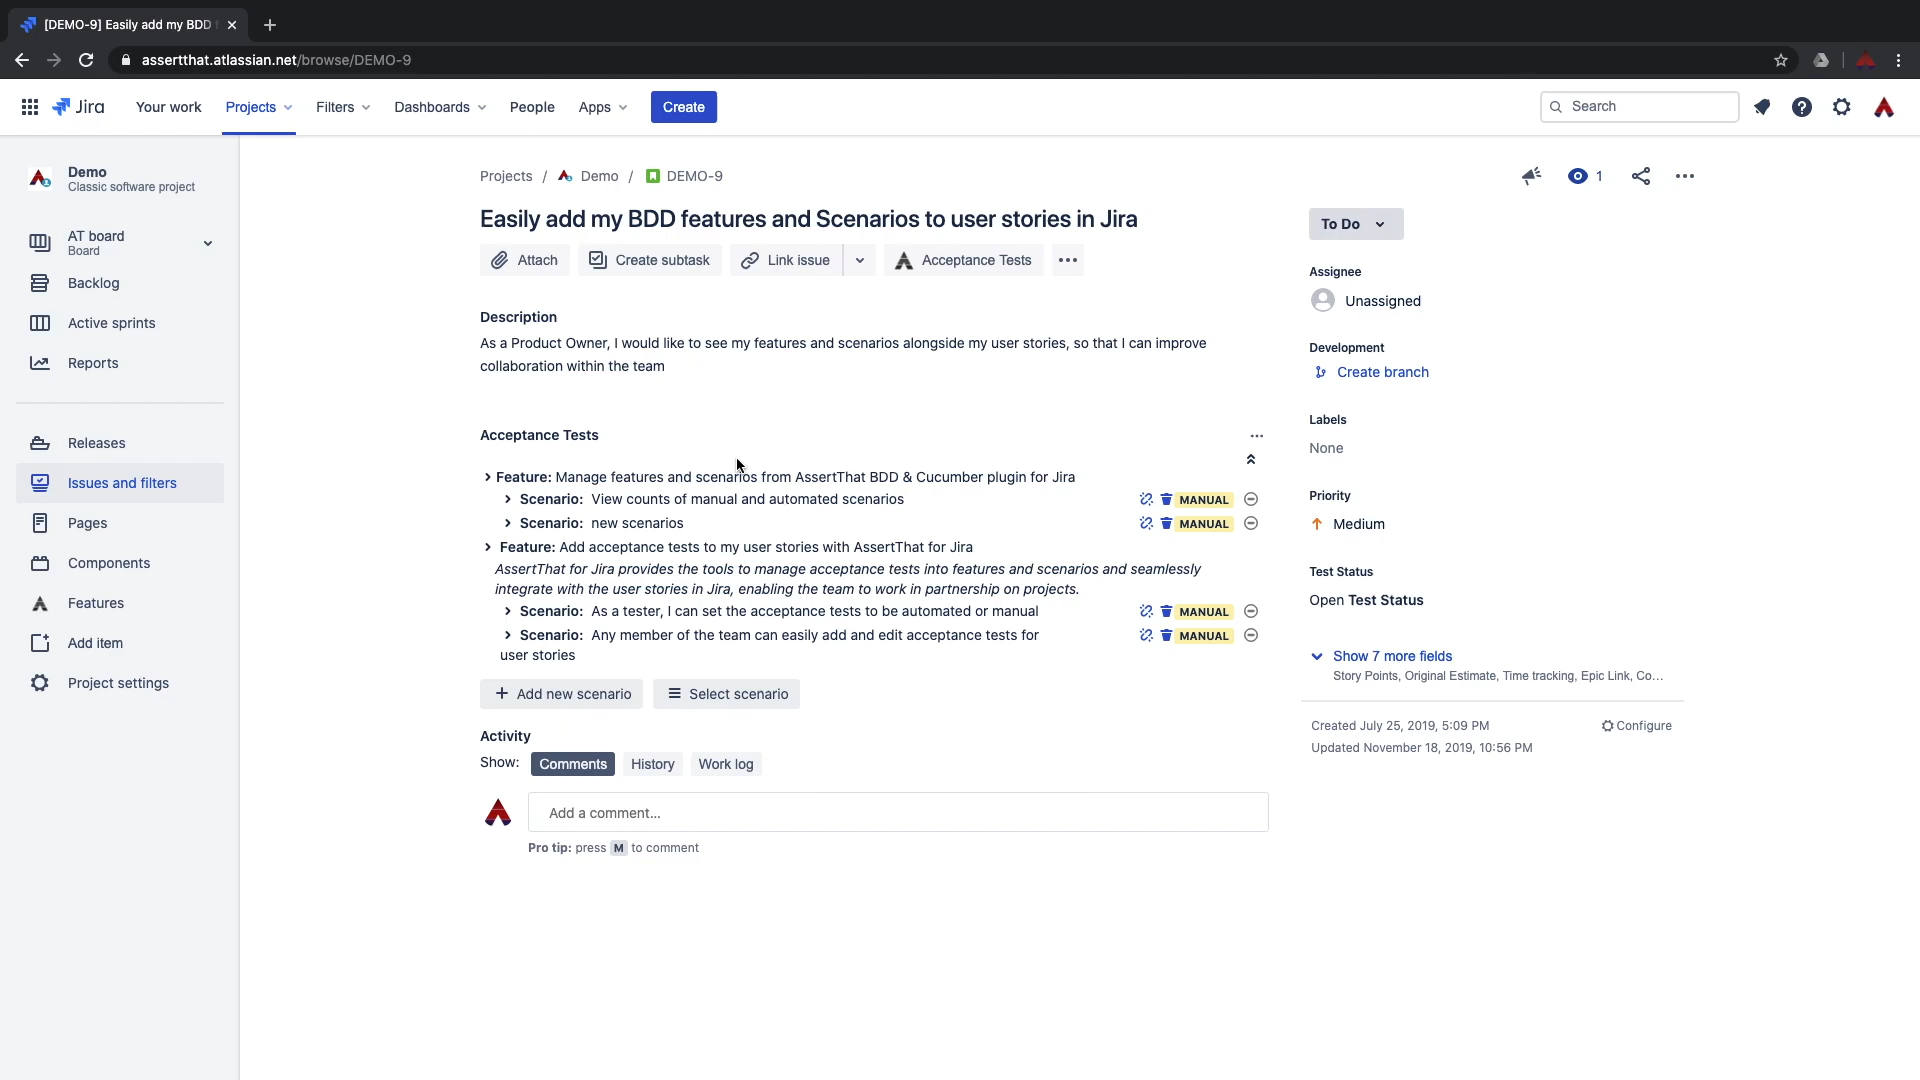 [DEMO-9] Easily add my BDD
assertthat.atlassian.net/browse/DEMO-9
Jira
Your work
Projects
Filters
Dashboards
People
Apps
Create
Search
Demo
Classic software project
AT board
Board
Backlog
Active sprints
Reports
Releases
Issues and filters
Pages
Components
Features
Add item
Project settings
Projects / Demo / DEMO-9
1
Easily add my BDD features and Scenarios to user stories in Jira
Attach
Create subtask
Link issue
Acceptance Tests
Description
As a Product Owner, I would like to see my features and scenarios alongside my user stories, so that I can improve
collaboration within the team
Acceptance Tests
Feature: Manage features and scenarios from AssertThat BDD & Cucumber plugin for Jira
Scenario: View counts of manual and automated scenarios MANUAL
Scenario: new scenarios MANUAL
Feature: Add acceptance tests to my user stories with AssertThat for Jira
AssertThat for Jira provides the tools to manage acceptance tests into features and scenarios and seamlessly
integrate with the user stories in Jira, enabling the team to work in partnership on projects.
Scenario: As a tester, I can set the acceptance tests to be automated or manual MANUAL
Scenario: Any member of the team can easily add and edit acceptance tests for MANUAL
user stories
Add new scenario
Select scenario
Activity
Show: Comments History Work log
Add a comment...
Pro tip: press M to comment
To Do
Assignee
Unassigned
Development
Create branch
Labels
None
Priority
Medium
Test Status
Open Test Status
Show 7 more fields
Story Points, Original Estimate, Time tracking, Epic Link, Co...
Created July 25, 2019, 5:09 PM
Configure
Updated November 18, 2019, 10:56 PM